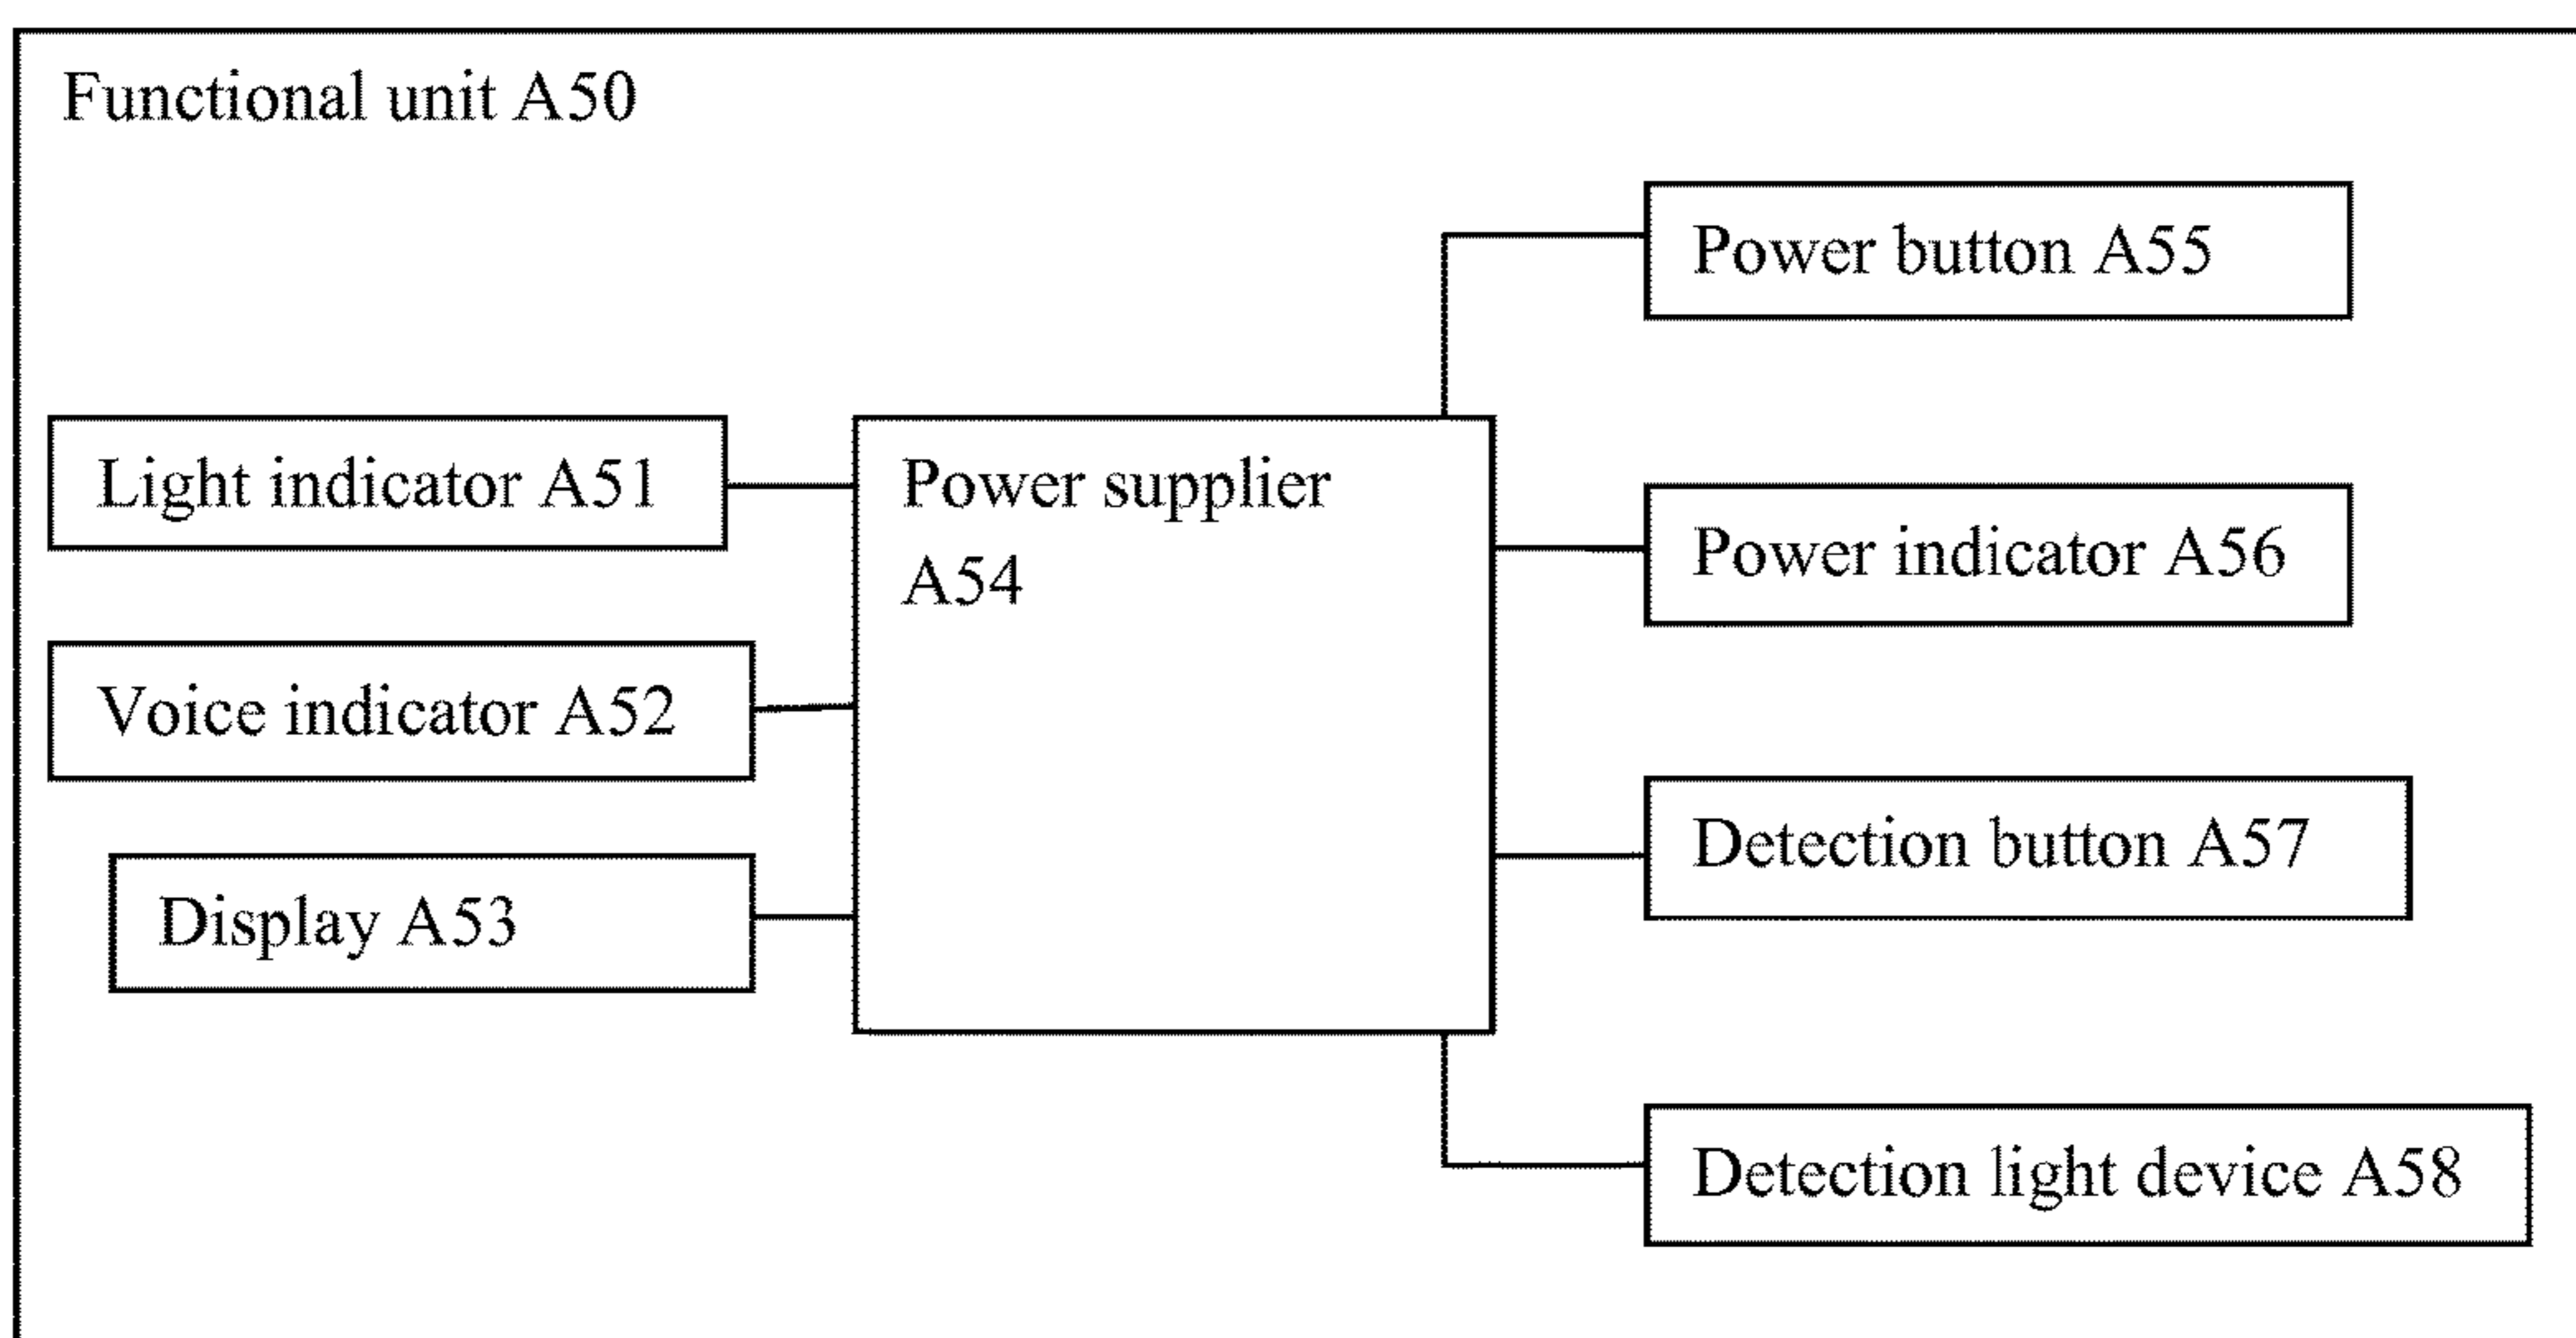 Functional unit A50
Power button A55
Light indicator A51
Power supplier
A54
Power indicator A56
Voice indicator A52
Display A53
Detection button A57
Detection light device A58